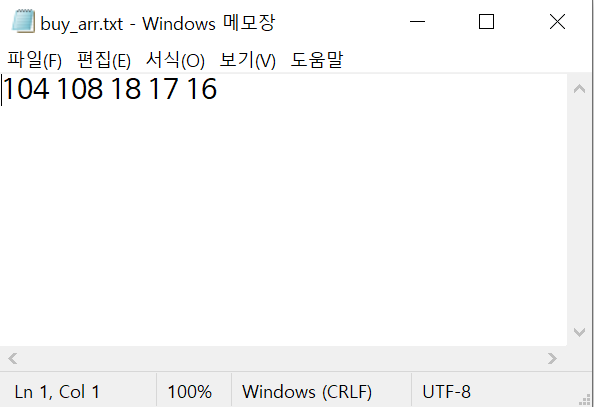 buy_arr.txt - Windows 메모장
파일(F) 편집(E) 서식(O) 보기(V) 도움말
104 108 18 17 16
Ln 1, Col 1 100% Windows (CRLF) UTF-8